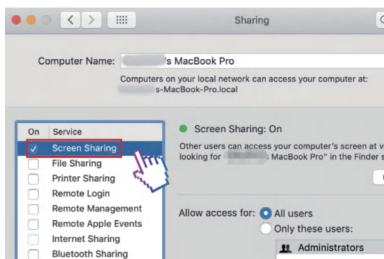 Sharing
Computer Name: 's MacBook Pro
Computers on your local network can access your computer at:
s-MacBook-Pro.local
On Service
Screen Sharing
File Sharing
Printer Sharing
Remote Login
Remote Management
Remote Apple Events
Internet Sharing
Bluetooth Sharing
Screen Sharing: On
Other users can access your computer's screen at v
looking for MacBook Pro" in the Finder s
Allow access for: All users
Only these users:
Administrators